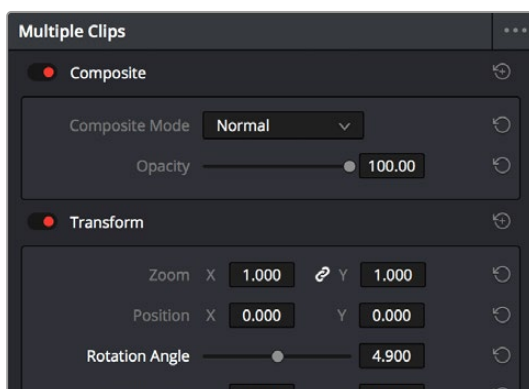 Multiple Clips
Composite
Composite Mode Normal
Opacity 100.00
Transform
Zoom X 1.000 Y 1.000
Position X 0.000 Y 0.000
Rotation Angle 4.900